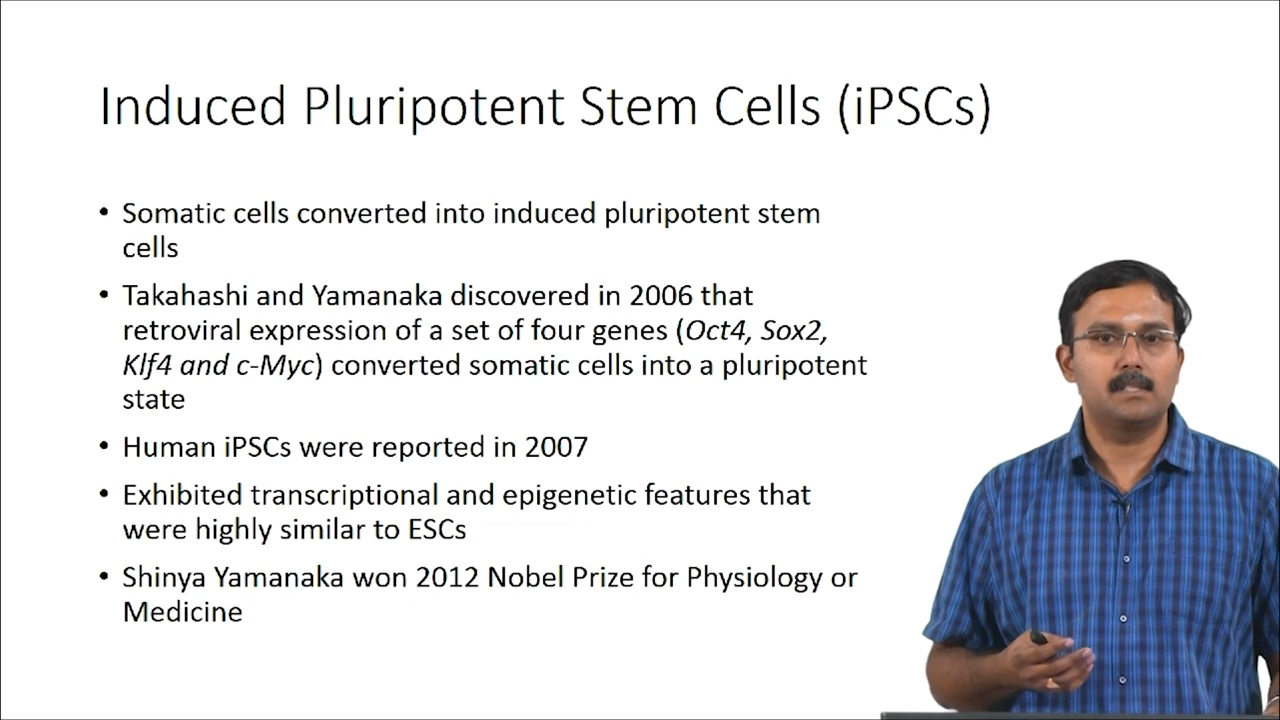 Induced Pluripotent Stem Cells (iPSCs)
• Somatic cells converted into induced pluripotent stem
cells
• Takahashi and Yamanaka discovered in 2006 that
retroviral expression of a set of four genes (Oct4, Sox2,
Klf4 and c-Myc) converted somatic cells into a pluripotent
state
• Human iPSCs were reported in 2007
• Exhibited transcriptional and epigenetic features that
were highly similar to ESCs
• Shinya Yamanaka won 2012 Nobel Prize for Physiology or
Medicine